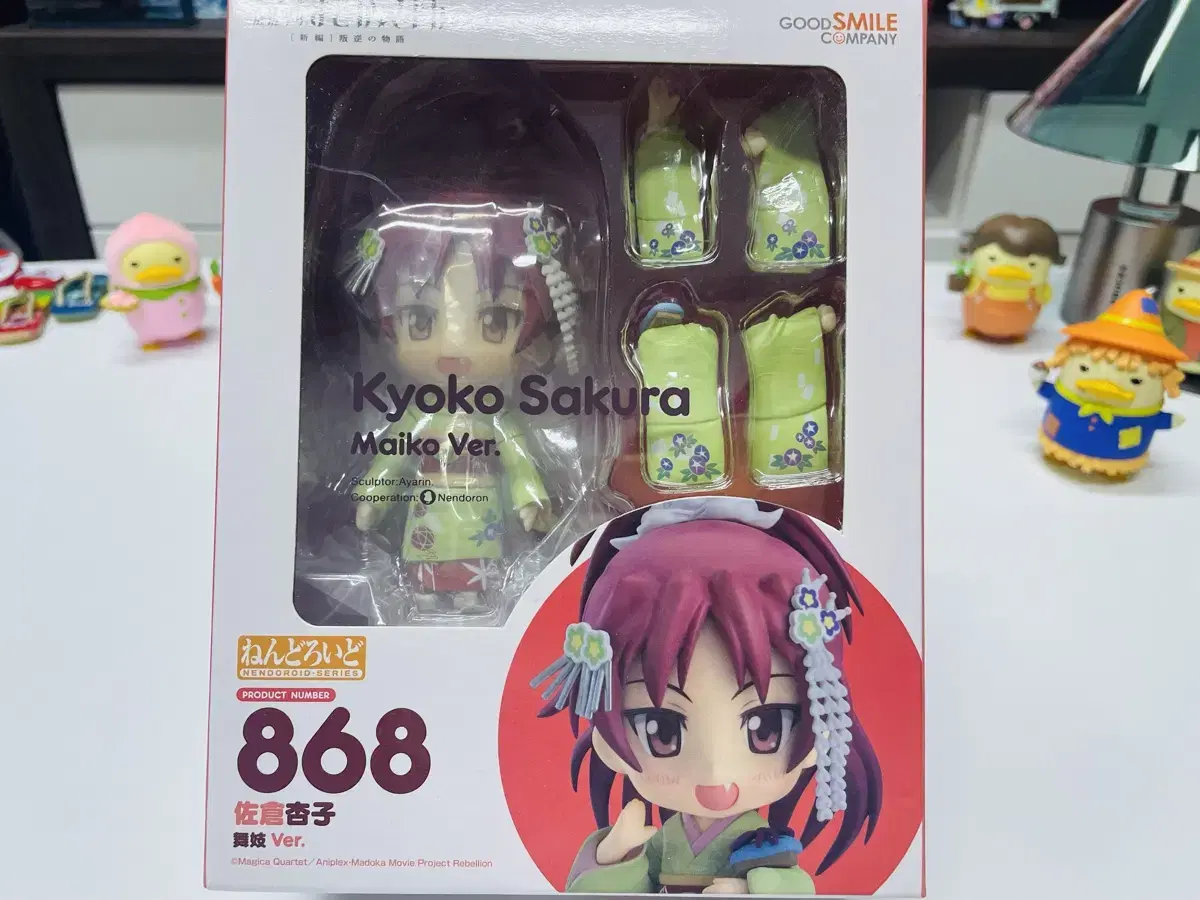 [新編] 叛逆の物語
GOOD SMILE
COMPANY
Kyoko Sakura
Maiko Ver.
Sculptor:Ayarin.
Cooperation: Nendoron
ねんどろいど
NENDOROID-SERIES
PRODUCT NUMBER
868
佐倉杏子
舞妓 Ver.
©Magica Quartet/Aniplex-Madoka Movie Project Rebellion